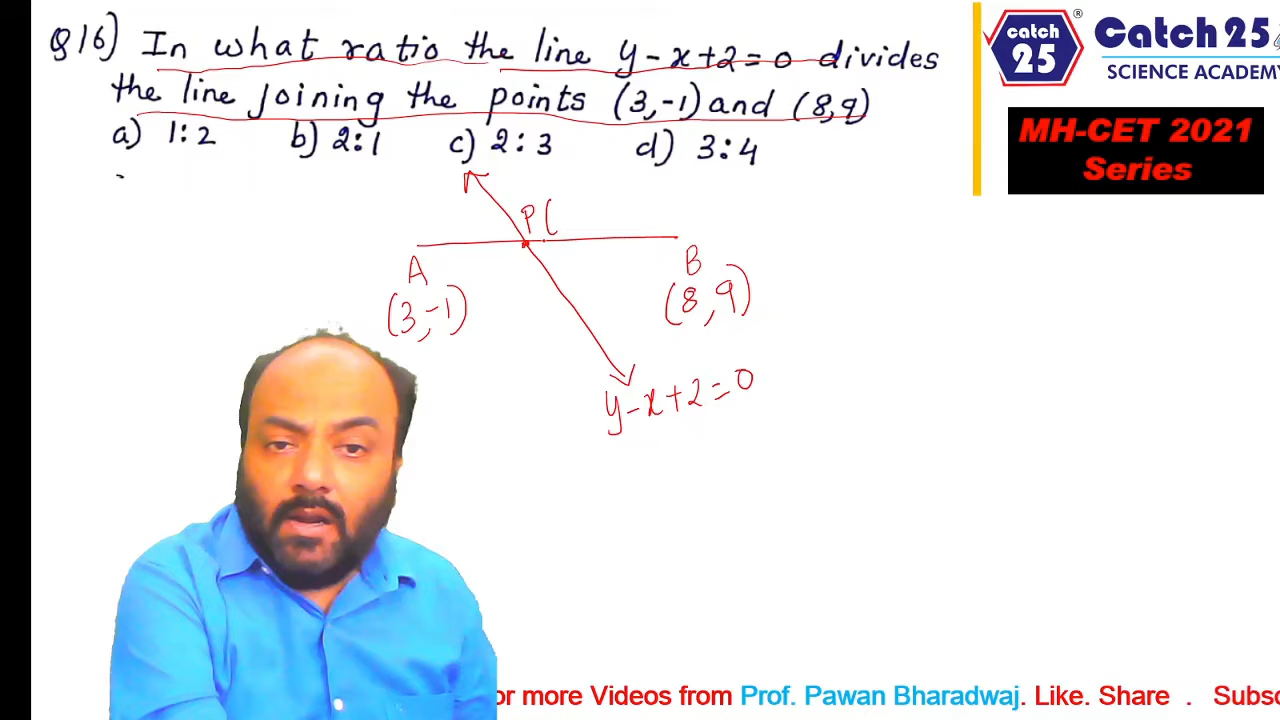 Q16) In what ratio the line y-x+2=0 divides
the line joining the points (3,-1) and (8,9)
a) 1:2 b) 2:1 c) 2:3 d) 3:4
catch
25
®
Catch 25
SCIENCE ACADEMY
MH-CET 2021
Series
P(
A
(3,-1)
B
(8,9)
y-x+2=0
or more Videos from Prof. Pawan Bharadwaj. Like. Share . Subsc